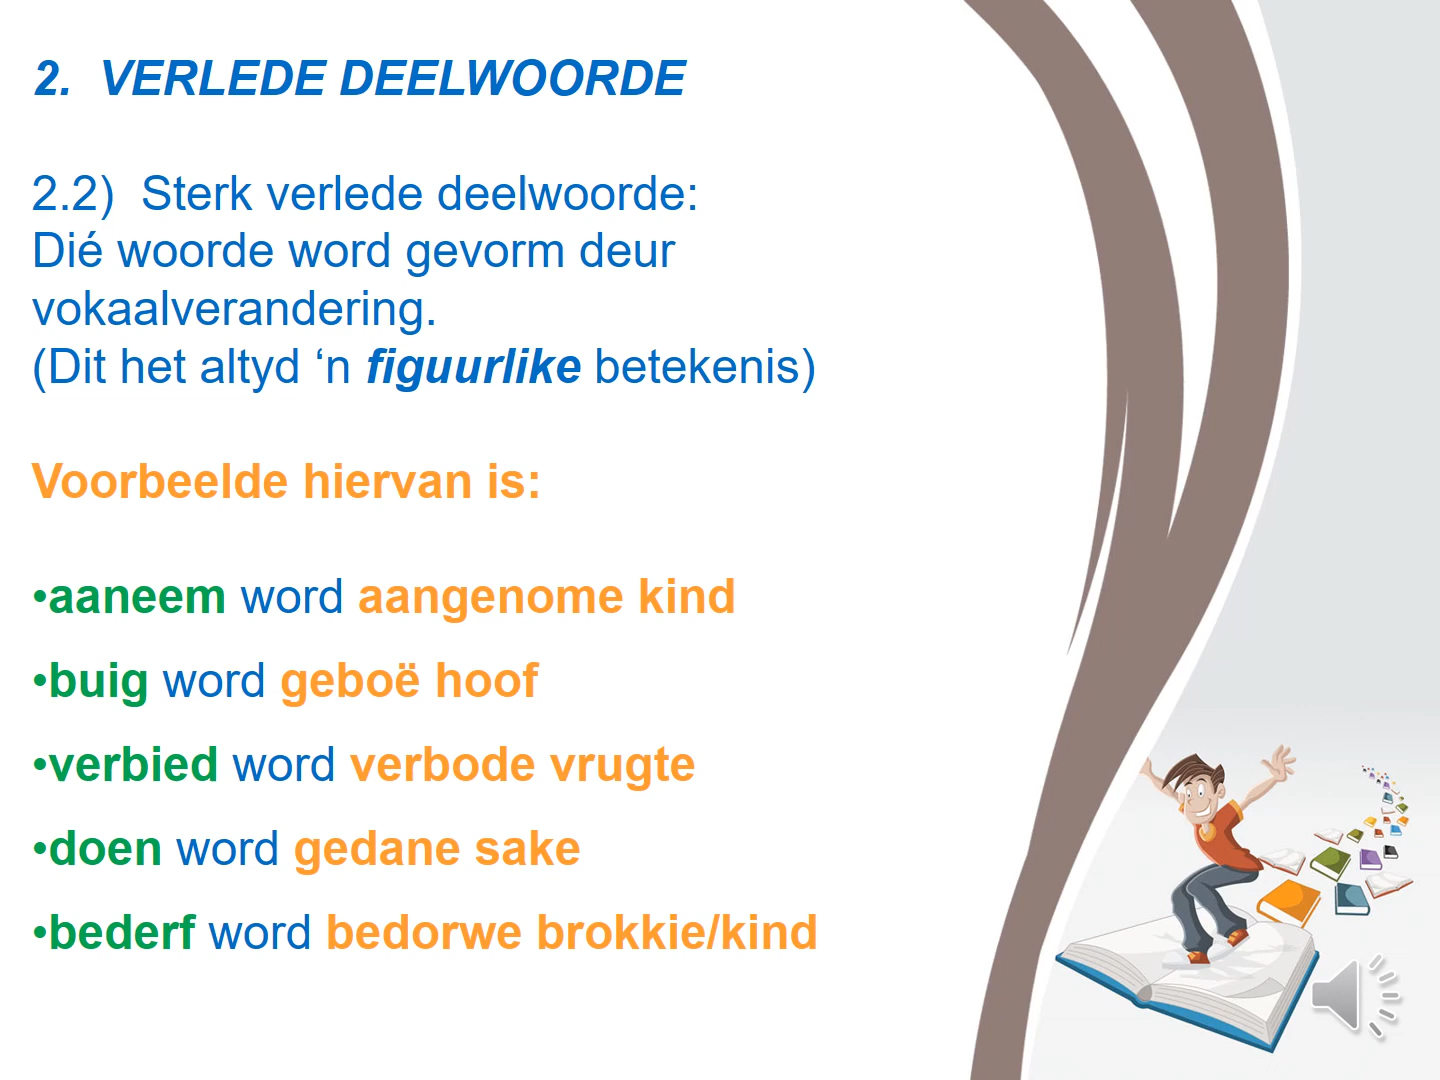 2. VERLEDE DEELWOORDE
2.2) Sterk verlede deelwoorde:
Dié woorde word gevorm deur
vokaalverandering.
(Dit het altyd ‘n figuurlike betekenis)
Voorbeelde hiervan is:
•aaneem word aangenome kind
•buig word geboë hoof
•verbied word verbode vrugte
•doen word gedane sake
•bederf word bedorwe brokkie/kind